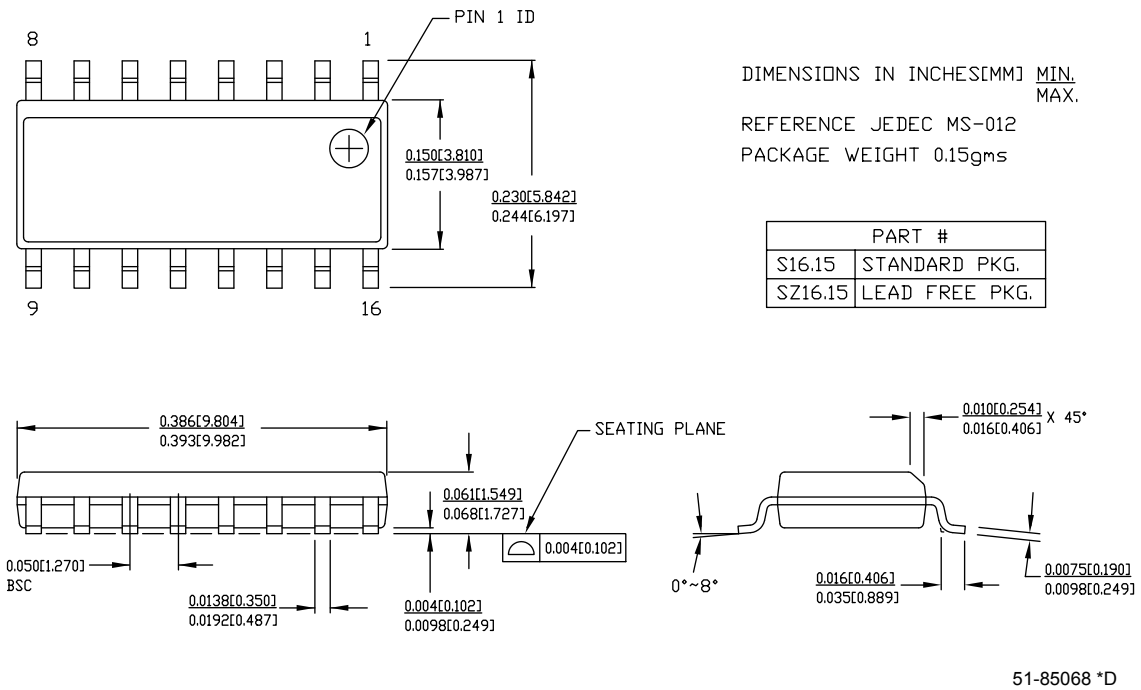 PIN 1 ID
8
1
DIMENSIONS IN INCHES[MM] MIN.
MAX.
REFERENCE JEDEC MS-012
PACKAGE WEIGHT 0.15gms
0.150[3.810]
0.157[3.987]
0.230[5.842]
0.244[6.197]
PART #
S16.15 STANDARD PKG.
SZ16.15 LEAD FREE PKG.
9
16
0.386[9.804]
0.393[9.982]
SEATING PLANE
0.010[0.254]
0.016[0.406] X 45°
0.061[1.549]
0.068[1.727]
0.004[0.102]
0.050[1.270]
BSC
0.0138[0.350]
0.0192[0.487]
0.004[0.102]
0.0098[0.249]
0°~8°
0.016[0.406]
0.035[0.889]
0.0075[0.190]
0.0098[0.249]
51-85068 *D